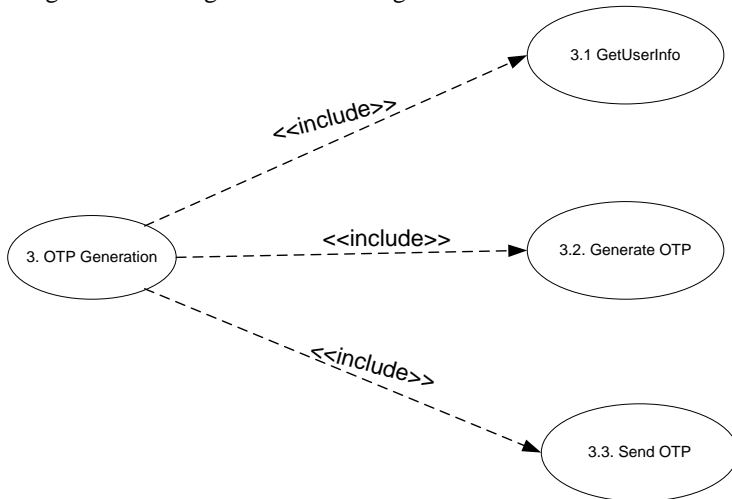 3.1 GetUserInfo
<<include>>
3. OTP Generation
<<include>>
3.2. Generate OTP
<<include>>
3.3. Send OTP